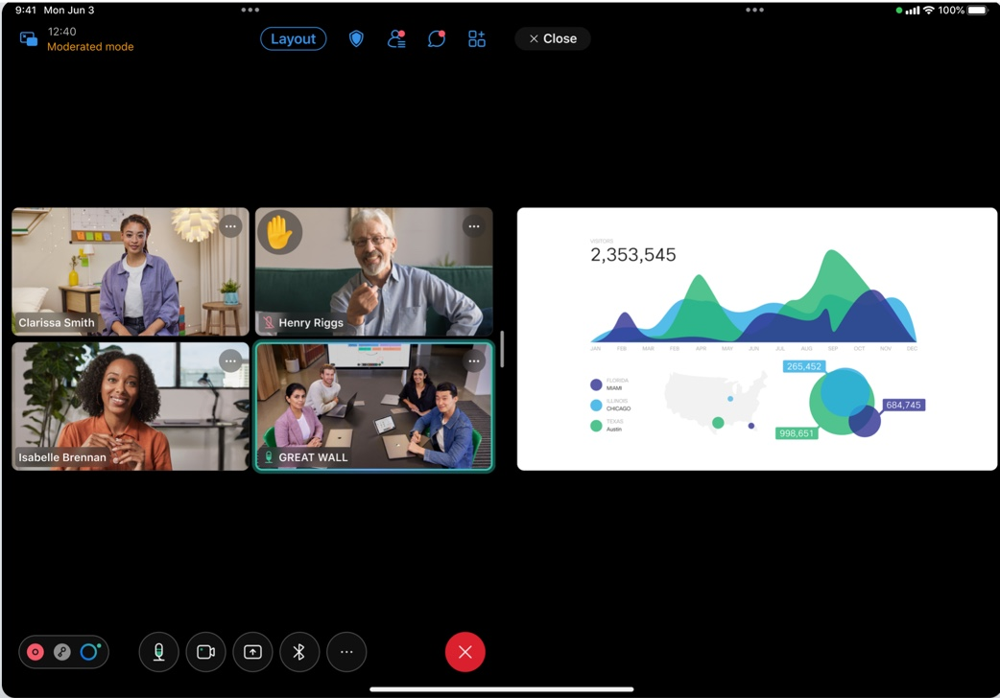 9:41 Mon Jun 3
100%
12:40
Moderated mode
Layout
Close
Clarissa Smith
Henry Riggs
Isabelle Brennan
GREAT WALL
VISITORS
2,353,545
JAN FEB MAR APR MAY JUN JUL AUG SEP OCT NOV DEC
FLORIDA
MIAMI
ILLINOIS
CHICAGO
TEXAS
Austin
265,452
684,745
998,651